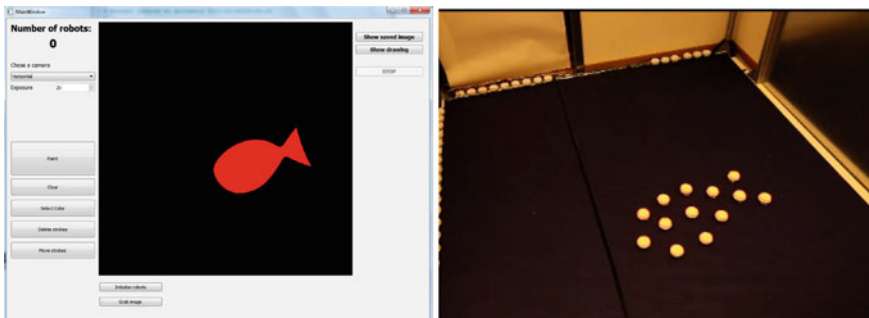 MainWindow
Number of robots:
0
Chose a camera
Horizontal
Exposure 20
Paint
Clear
Select Color
Delete strokes
Move strokes
Initialize robots
Grab image
Show saved image
Show drawing
STOP